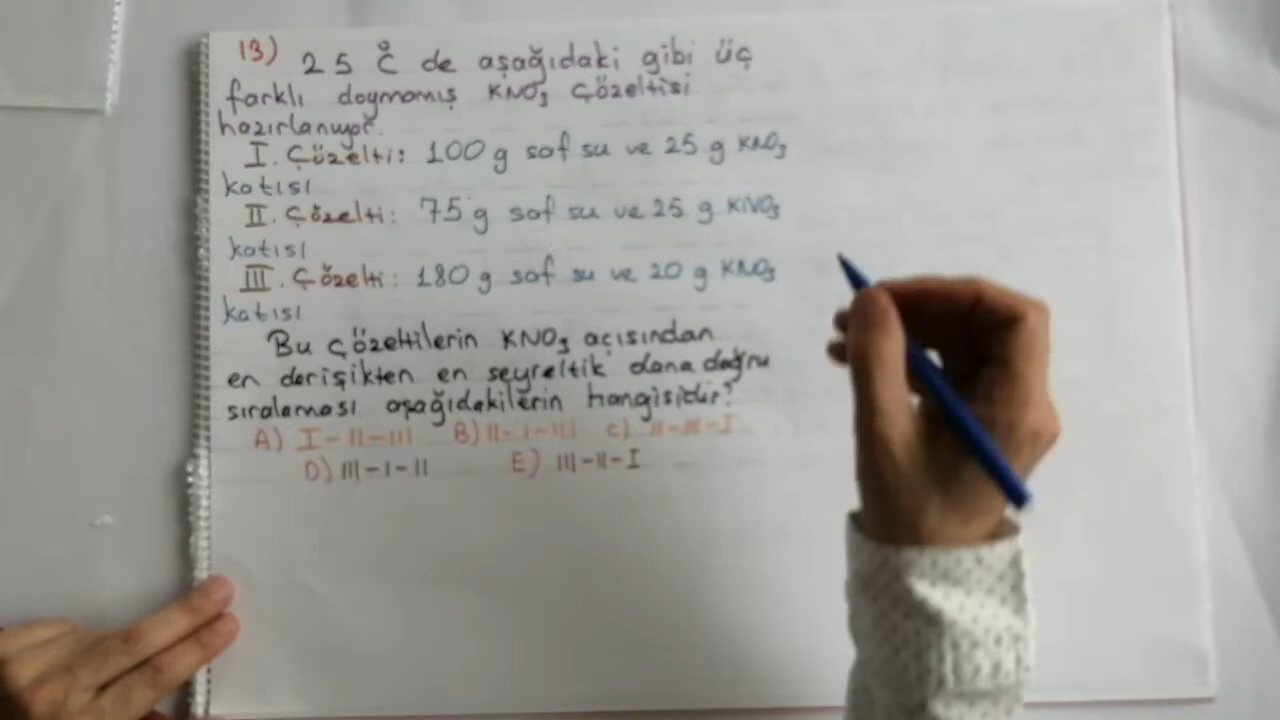 13) 25 °C de aşağıdaki gibi üç
farklı doymamış KNO₃ çözeltisi
hazırlanıyor.
I. Çözelti: 100 g saf su ve 25 g KNO₃
katısı
II. Çözelti: 75 g saf su ve 25 g KNO₃
katısı
III. Çözelti: 180 g saf su ve 20 g KNO₃
katısı
Bu çözeltilerin KNO₃ açısından
en derişikten en seyreltik olana doğru
sıralaması aşağıdakilerin hangisidir?
A) I-II-III B) II-I-III C) II-III-I
D) III-I-II E) III-II-I